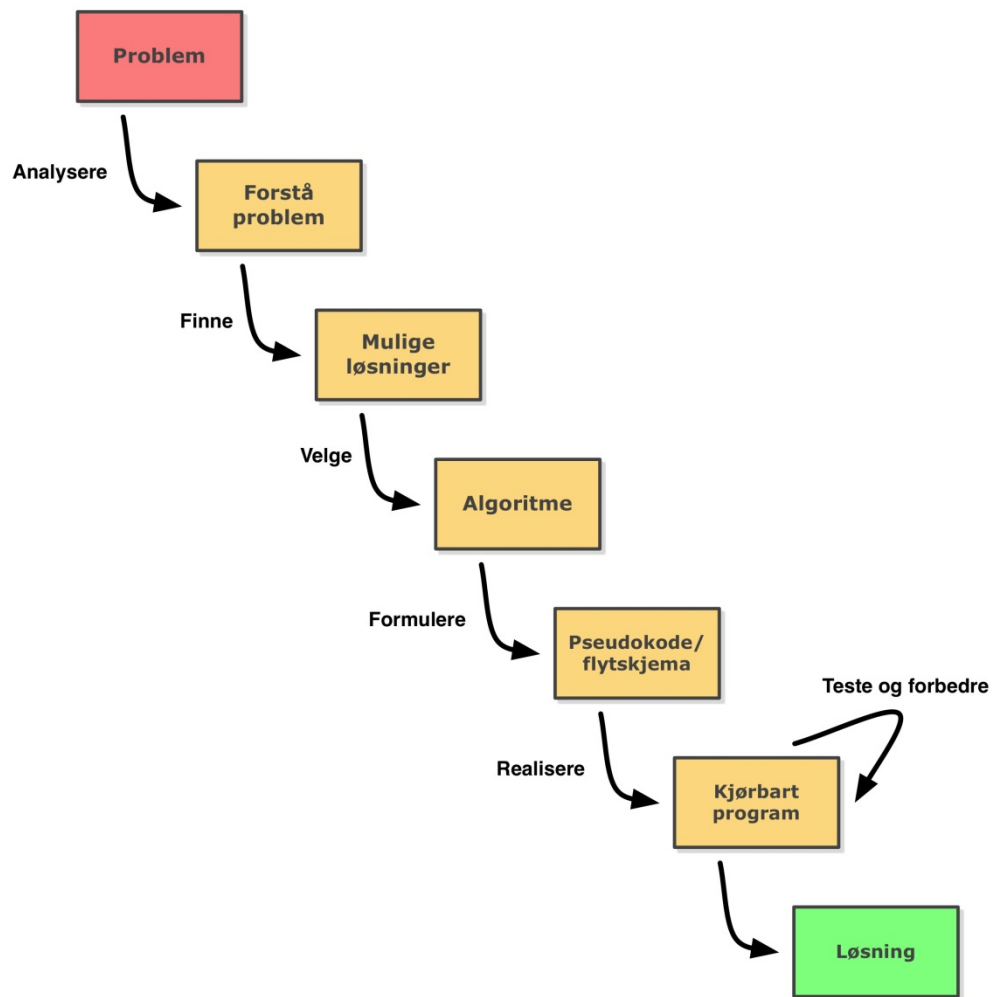 Problem
Analysere
Forstå
problem
Finne
Mulige
løsninger
Velge
Algoritme
Formulere
Pseudokode/
flytskjema
Teste og forbedre
Realisere
Kjørbart
program
Løsning